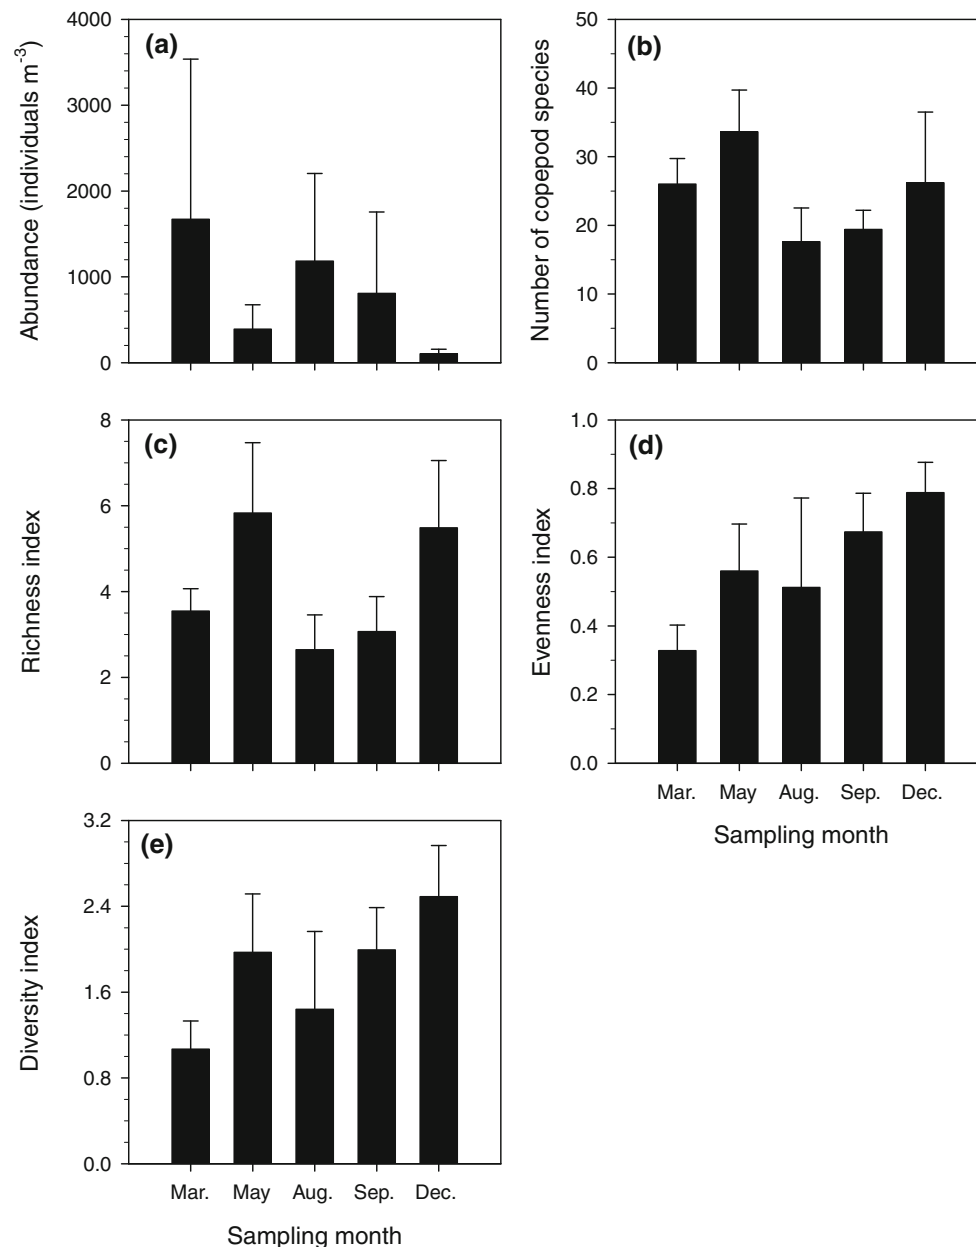 (a)
Abundance (individuals m⁻³)
4000
3000
2000
1000
0
(b)
Number of copepod species
50
40
30
20
10
0
(c)
Richness index
8
6
4
2
0
(d)
Evenness index
1.0
0.8
0.6
0.4
0.2
0.0
Mar. May Aug. Sep. Dec.
Sampling month
(e)
Diversity index
3.2
2.4
1.6
0.8
0.0
Mar. May Aug. Sep. Dec.
Sampling month